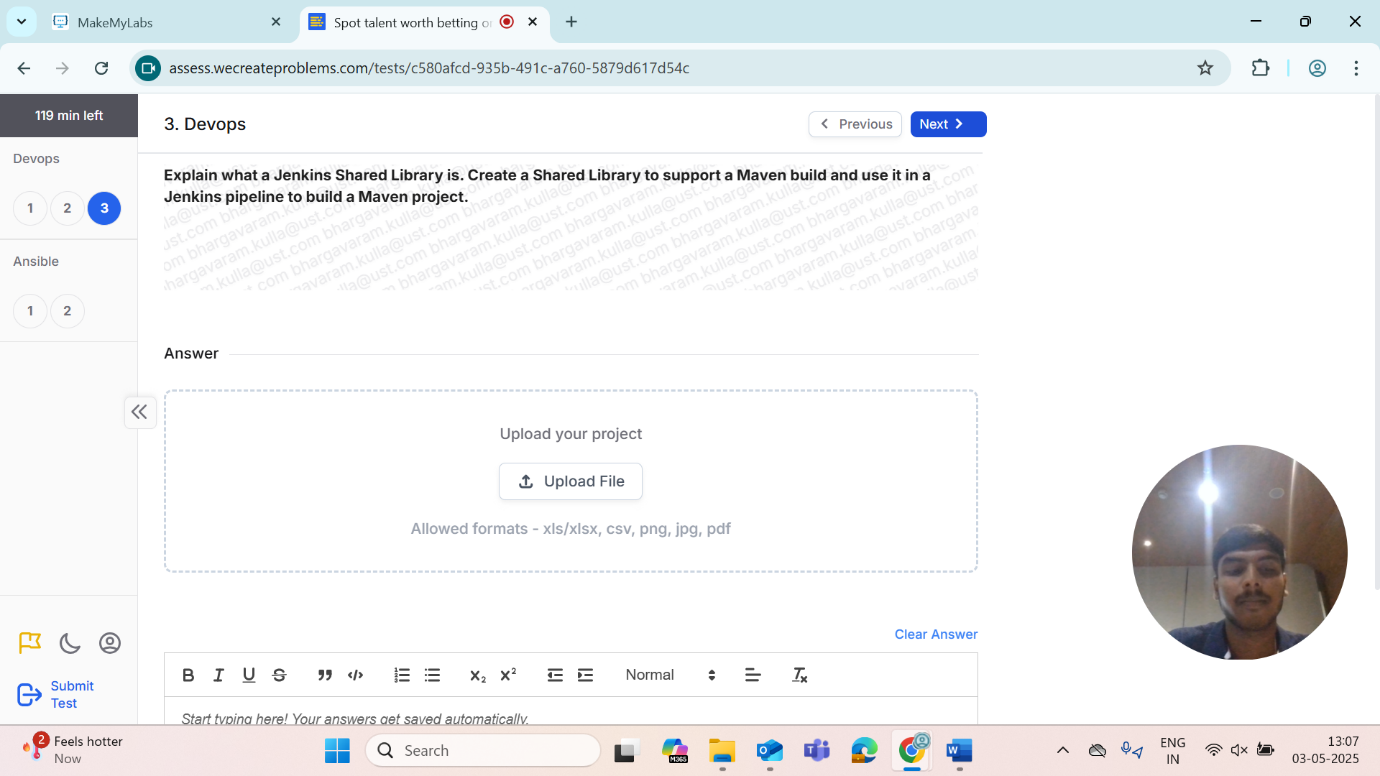 MakeMyLabs
Spot talent worth betting o
assess.wecreateproblems.com/tests/c580afcd-935b-491c-a760-5879d617d54c
119 min left
3. Devops
Previous
Next
Devops
1 2 3
Ansible
1 2
Explain what a Jenkins Shared Library is. Create a Shared Library to support a Maven build and use it in a
Jenkins pipeline to build a Maven project.
bhargavaram.kulla@ust.com
Answer
Upload your project
Upload File
Allowed formats - xls/xlsx, csv, png, jpg, pdf
Clear Answer
B I U S
Normal
Start typing here! Your answers get saved automatically.
Submit
Test
2
Feels hotter
Now
Search
M365
ENG
IN
13:07
03-05-2025